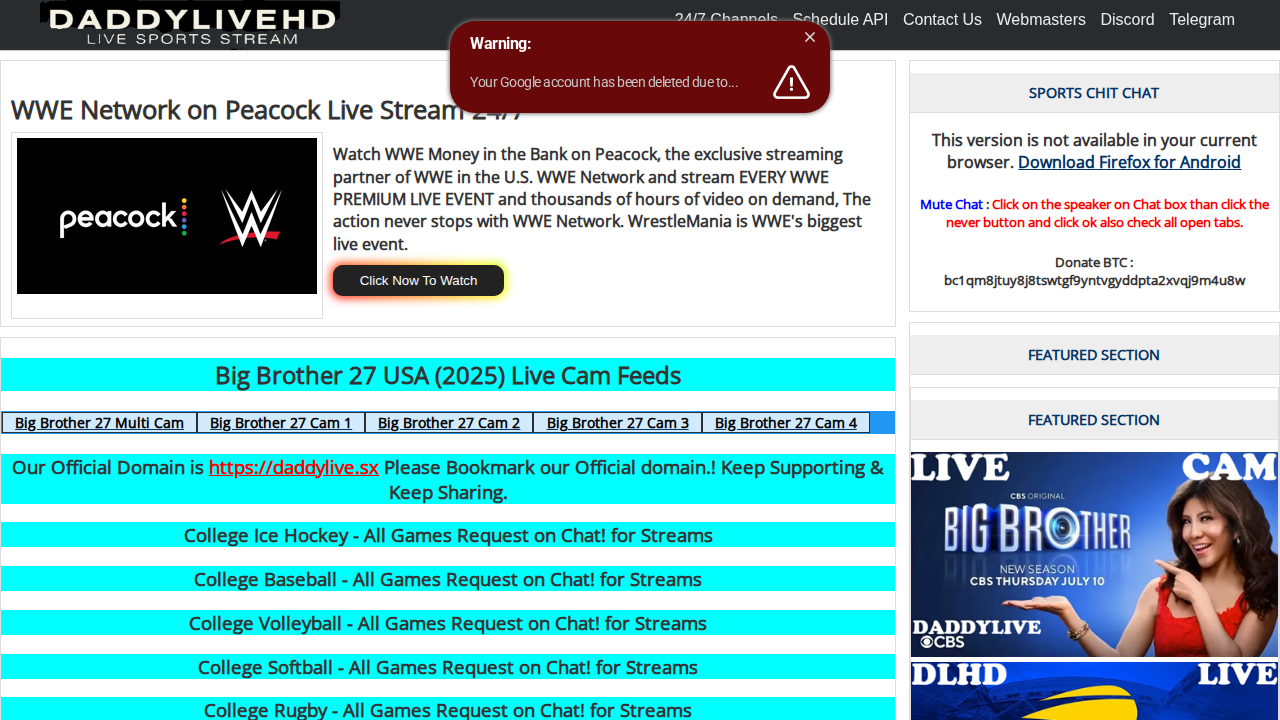 DADDYLIVEHD
LIVE SPORTS STREAM
24/7 Channels Schedule API Contact Us Webmasters Discord Telegram
Warning:
Your Google account has been deleted due to...
WWE Network on Peacock Live Stream 24/7
peacock
Watch WWE Money in the Bank on Peacock, the exclusive streaming
partner of WWE in the U.S. WWE Network and stream EVERY WWE
PREMIUM LIVE EVENT and thousands of hours of video on demand, The
action never stops with WWE Network. WrestleMania is WWE's biggest
live event.
Click Now To Watch
Big Brother 27 USA (2025) Live Cam Feeds
Big Brother 27 Multi Cam Big Brother 27 Cam 1 Big Brother 27 Cam 2 Big Brother 27 Cam 3 Big Brother 27 Cam 4
Our Official Domain is https://daddylive.sx Please Bookmark our Official domain.! Keep Supporting &
Keep Sharing.
College Ice Hockey - All Games Request on Chat! for Streams
College Baseball - All Games Request on Chat! for Streams
College Volleyball - All Games Request on Chat! for Streams
College Softball - All Games Request on Chat! for Streams
College Rugby - All Games Request on Chat! for Streams
SPORTS CHIT CHAT
This version is not available in your current
browser. Download Firefox for Android
Mute Chat : Click on the speaker on Chat box than click the
never button and click ok also check all open tabs.
Donate BTC :
bc1qm8jtuy8j8tswtgf9yntvgyddpta2xvqj9m4u8w
FEATURED SECTION
FEATURED SECTION
LIVE CAM
CBS ORIGINAL
BIG BROTHER
NEW SEASON
CBS THURSDAY JULY 10
DADDYLIVE
CBS
DLHD LIVE